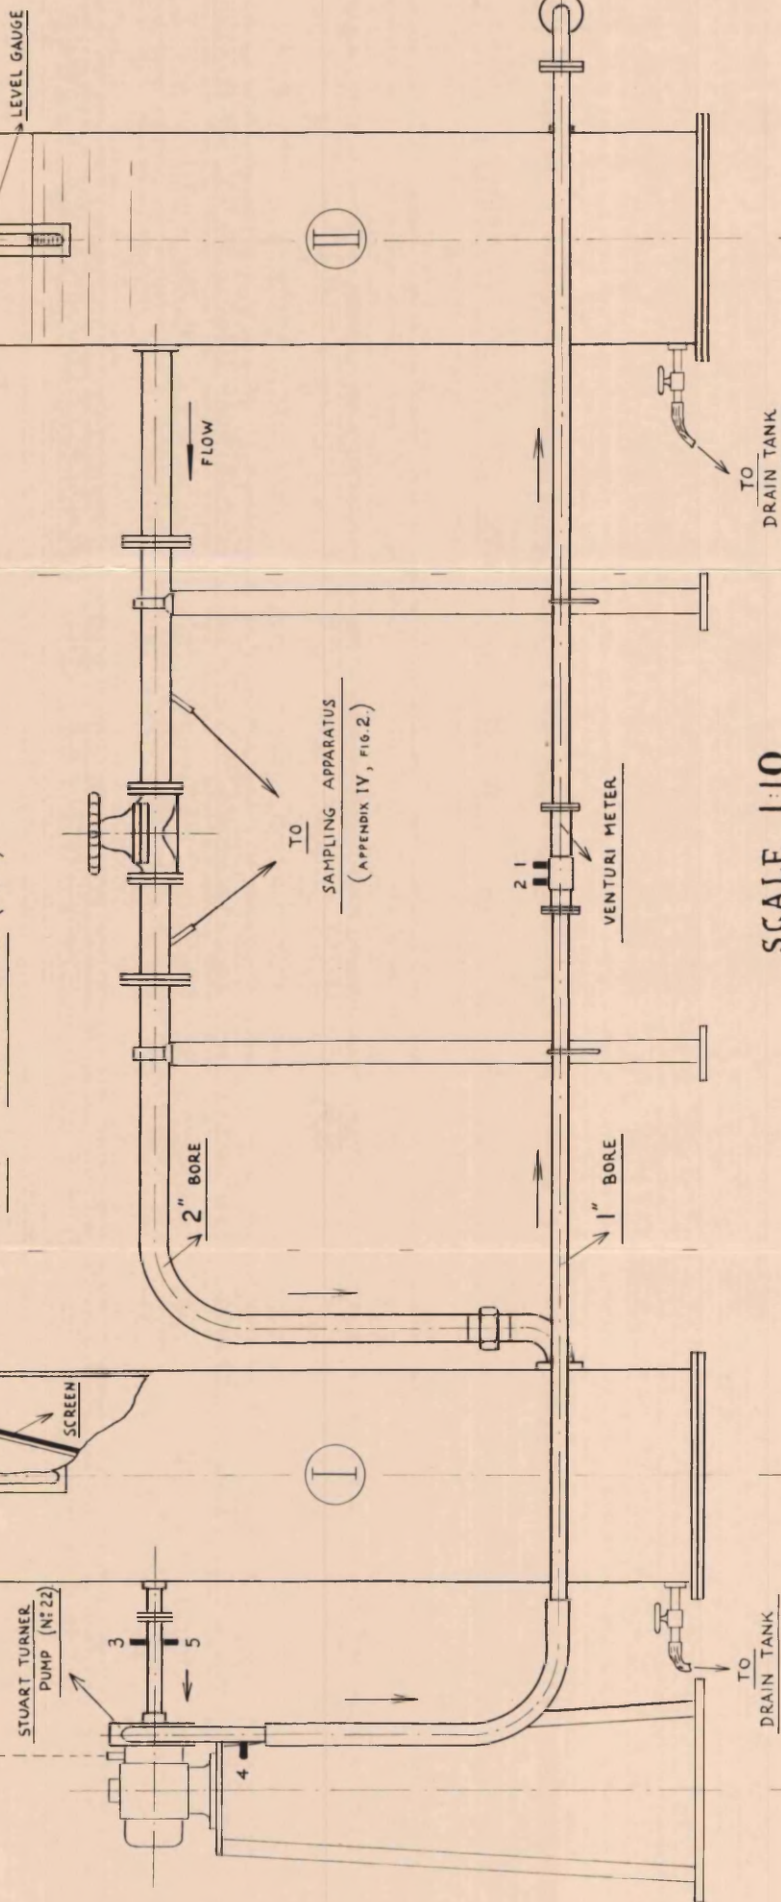 LEVEL GAUGE
II
FLOW
TO
DRAIN TANK
TO
SAMPLING APPARATUS
(APPENDIX IV, FIG.2.)
2 1
VENTURI METER
SCALE 1:10
2" BORE
1" BORE
SCREEN
I
STUART TURNER
PUMP (Nº 22)
3
5
4
TO
DRAIN TANK